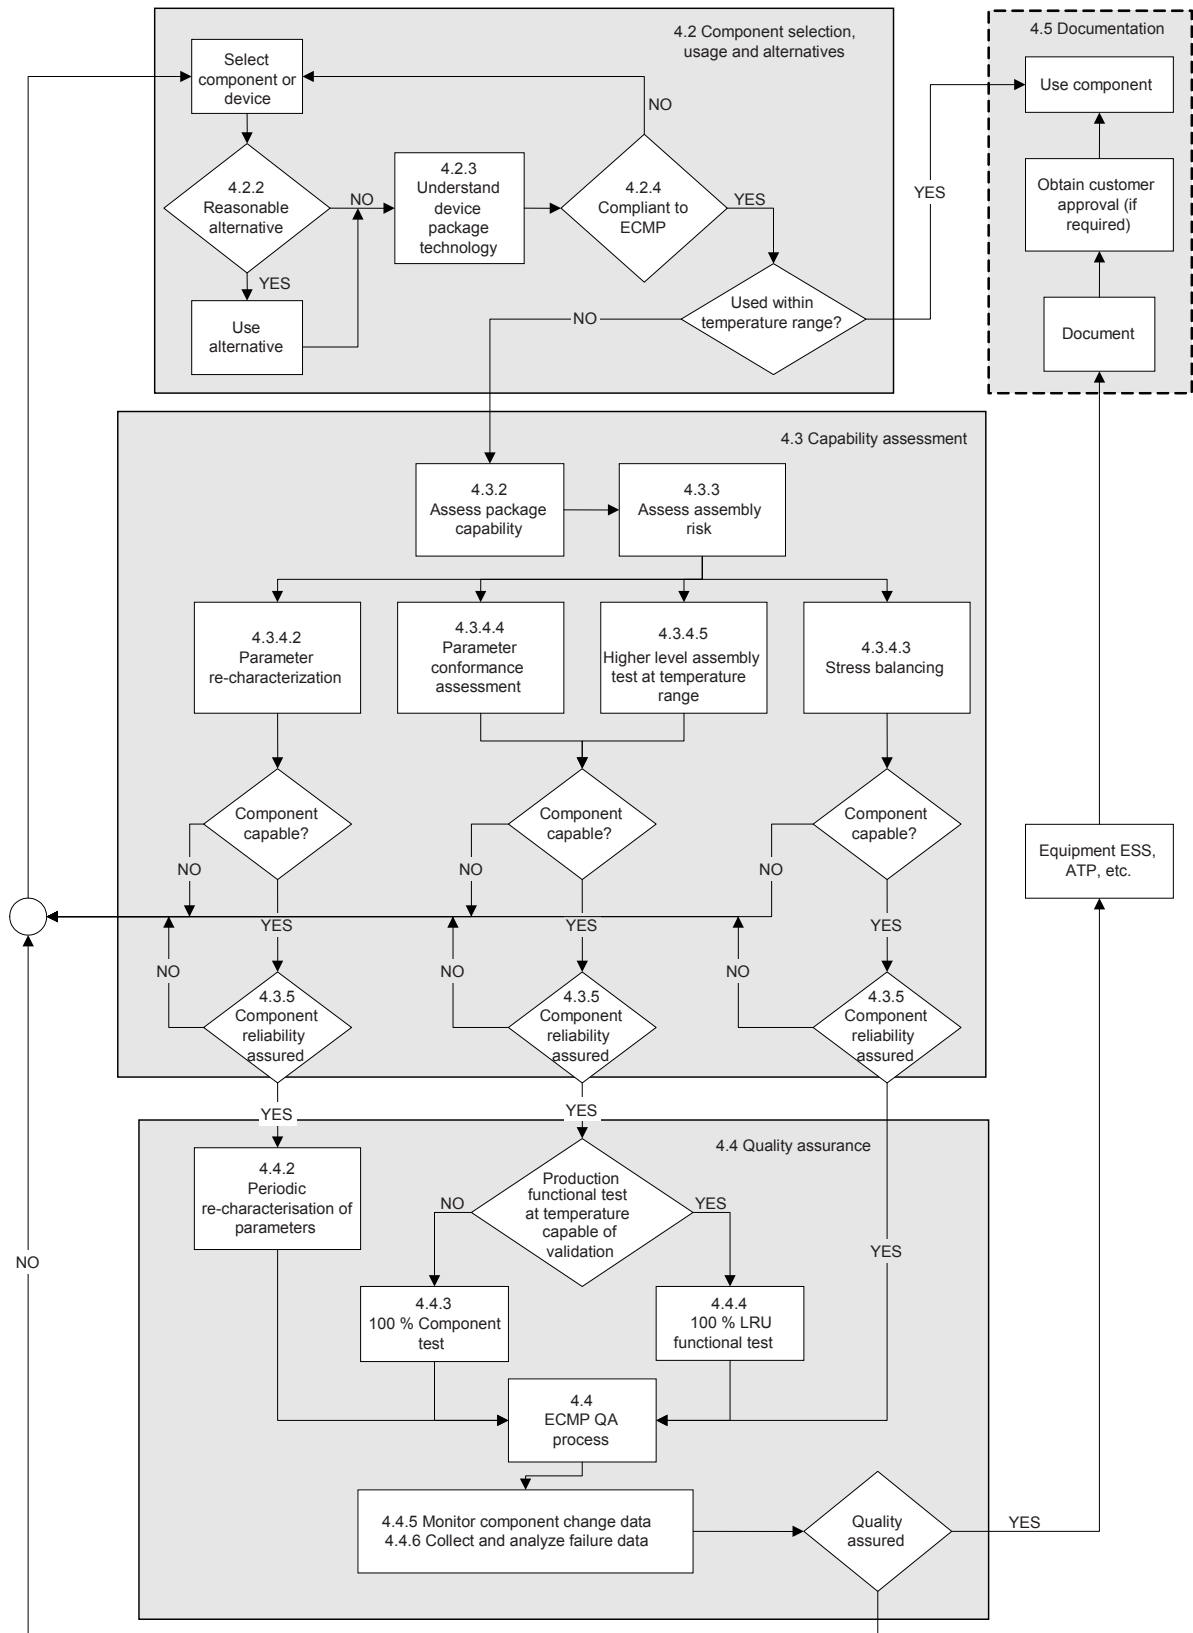 4.2 Component selection,
usage and alternatives
4.5 Documentation
Select
component or
device
Use component
NO
4.2.2
Reasonable
alternative
NO
4.2.3
Understand
device
package
technology
4.2.4
Compliant to
ECMP
YES
YES
Obtain customer
approval (if
required)
YES
Use
alternative
NO
Used within
temperature range?
Document
4.3 Capability assessment
4.3.2
Assess package
capability
4.3.3
Assess assembly
risk
4.3.4.2
Parameter
re-characterization
4.3.4.4
Parameter
conformance
assessment
4.3.4.5
Higher level assembly
test at temperature
range
4.3.4.3
Stress balancing
Component
capable?
Component
capable?
Component
capable?
Equipment ESS,
ATP, etc.
NO
NO
NO
YES
YES
YES
NO
NO
NO
4.3.5
Component
reliability
assured
4.3.5
Component
reliability
assured
4.3.5
Component
reliability
assured
YES
YES
4.4 Quality assurance
4.4.2
Periodic
re-characterisation of
parameters
NO
Production
functional test
at temperature
capable of
validation
YES
NO
YES
4.4.3
100 % Component
test
4.4.4
100 % LRU
functional test
4.4
ECMP QA
process
4.4.5 Monitor component change data
4.4.6 Collect and analyze failure data
Quality
assured
YES